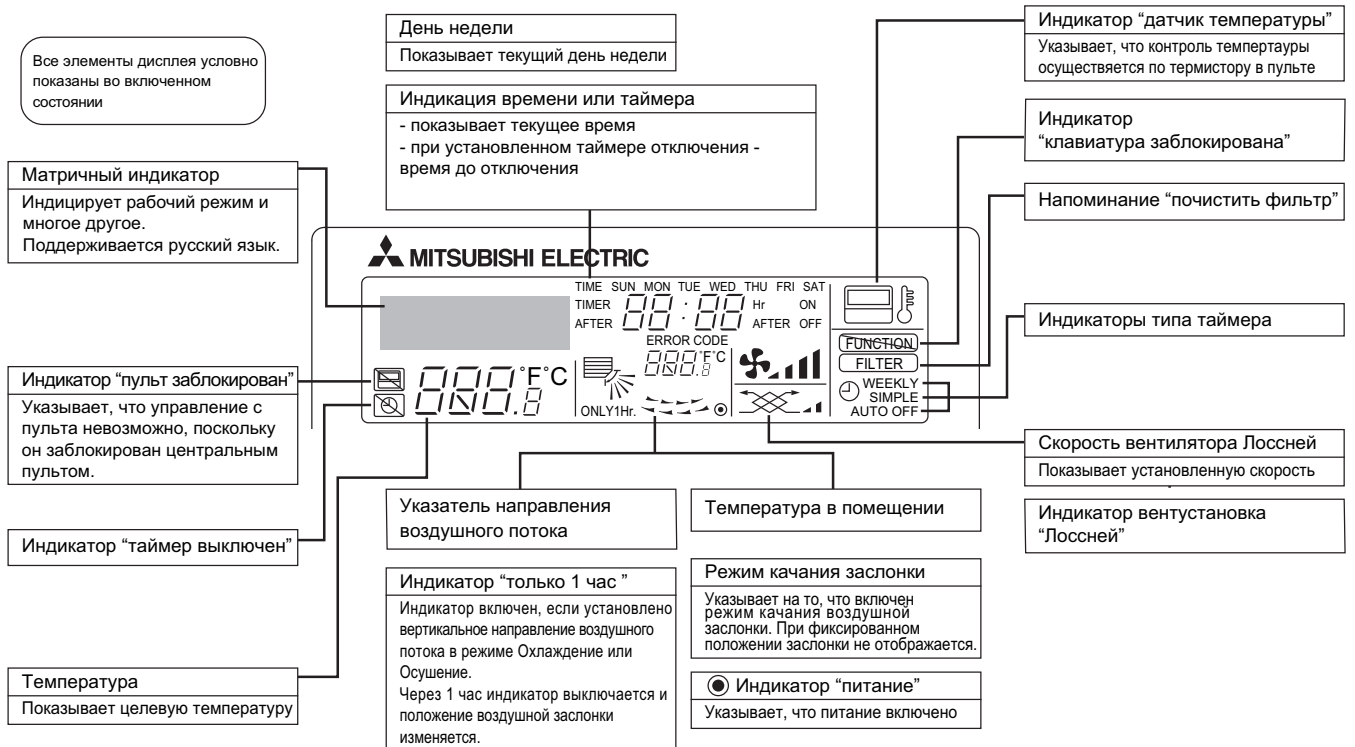 День недели
Показывает текущий день недели
Индикатор “датчик температуры”
Указывает, что контроль темпертауры
осуществяется по термистору в пульте
Все элементы дисплея условно
показаны во включенном
состоянии
Индикация времени или таймера
- показывает текущее время
- при установленном таймере отключения -
время до отключения
Индикатор
“клавиатура заблокирована”
Матричный индикатор
Индицирует рабочий режим и
многое другое.
Поддерживается русский язык.
Напоминание “почистить фильтр”
MITSUBISHI ELECTRIC
TIME SUN MON TUE WED THU FRI SAT
TIMER 88:88 Hr ON
AFTER AFTER OFF
ERROR CODE
888.8 °F°C
FUNCTION
FILTER
WEEKLY
SIMPLE
AUTO OFF
888.8 °F°C
ONLY1Hr.
Индикаторы типа таймера
Индикатор “пульт заблокирован”
Указывает, что управление с
пульта невозможно, поскольку
он заблокирован центральным
пультом.
Скорость вентилятора Лоссней
Показывает установленную скорость
Указатель направления
воздушного потока
Температура в помещении
Индикатор вентустановка
“Лоссней”
Индикатор “таймер выключен”
Индикатор “только 1 час ”
Индикатор включен, если установлено
вертикальное направление воздушного
потока в режиме Охлаждение или
Осушение.
Через 1 час индикатор выключается и
положение воздушной заслонки
изменяется.
Режим качания заслонки
Указывает на то, что включен
режим качания воздушной
заслонки. При фиксированном
положении заслонки не отображается.
Температура
Показывает целевую температуру
Индикатор “питание”
Указывает, что питание включено